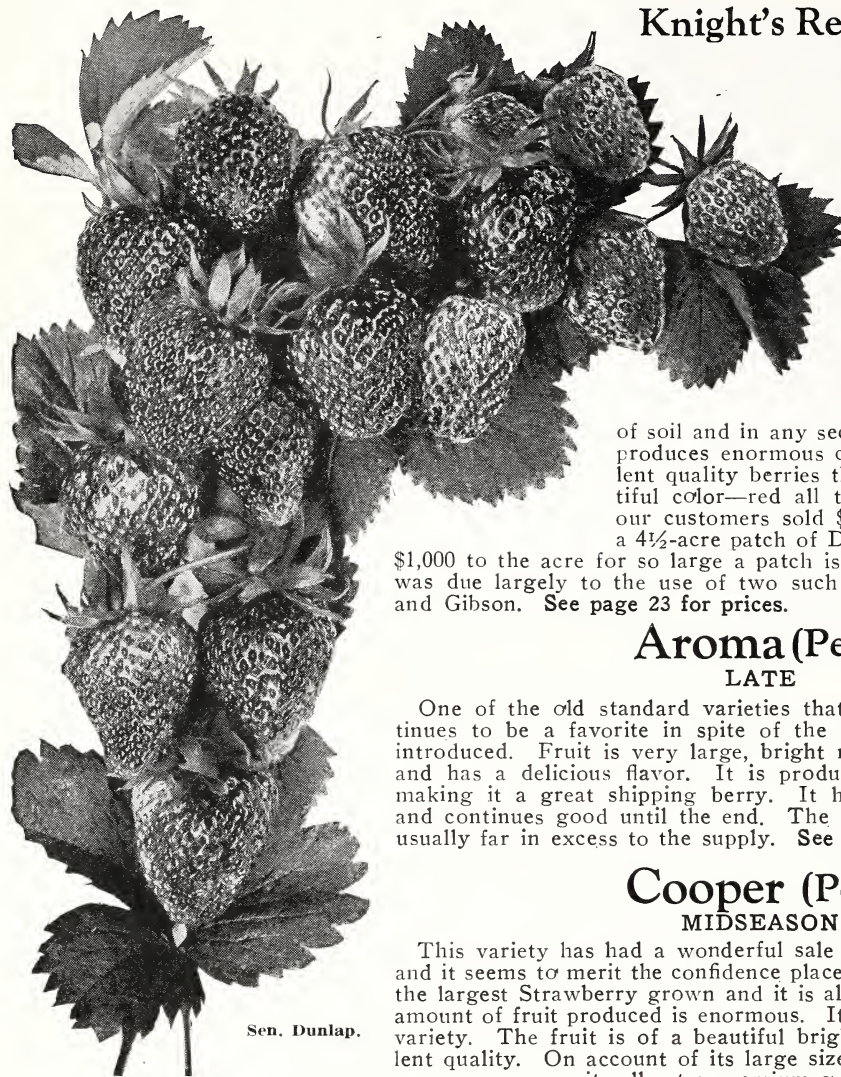 Knight's Re
of soil and in any sec
produces enormous c
lent quality berries t
tiful color—red all t
our customers sold $
a 4½-acre patch of D
$1,000 to the acre for so large a patch is
was due largely to the use of two such
and Gibson. See page 23 for prices.
Aroma (Pe
LATE
One of the old standard varieties that
tinues to be a favorite in spite of the
introduced. Fruit is very large, bright r
and has a delicious flavor. It is produ
making it a great shipping berry. It h
and continues good until the end. The
usually far in excess to the supply. See
Cooper (Pe
MIDSEASON
This variety has had a wonderful sale
and it seems to merit the confidence place
the largest Strawberry grown and it is al
amount of fruit produced is enormous. It
variety. The fruit is of a beautiful brig
lent quality. On account of its large size
Sen. Dunlap.